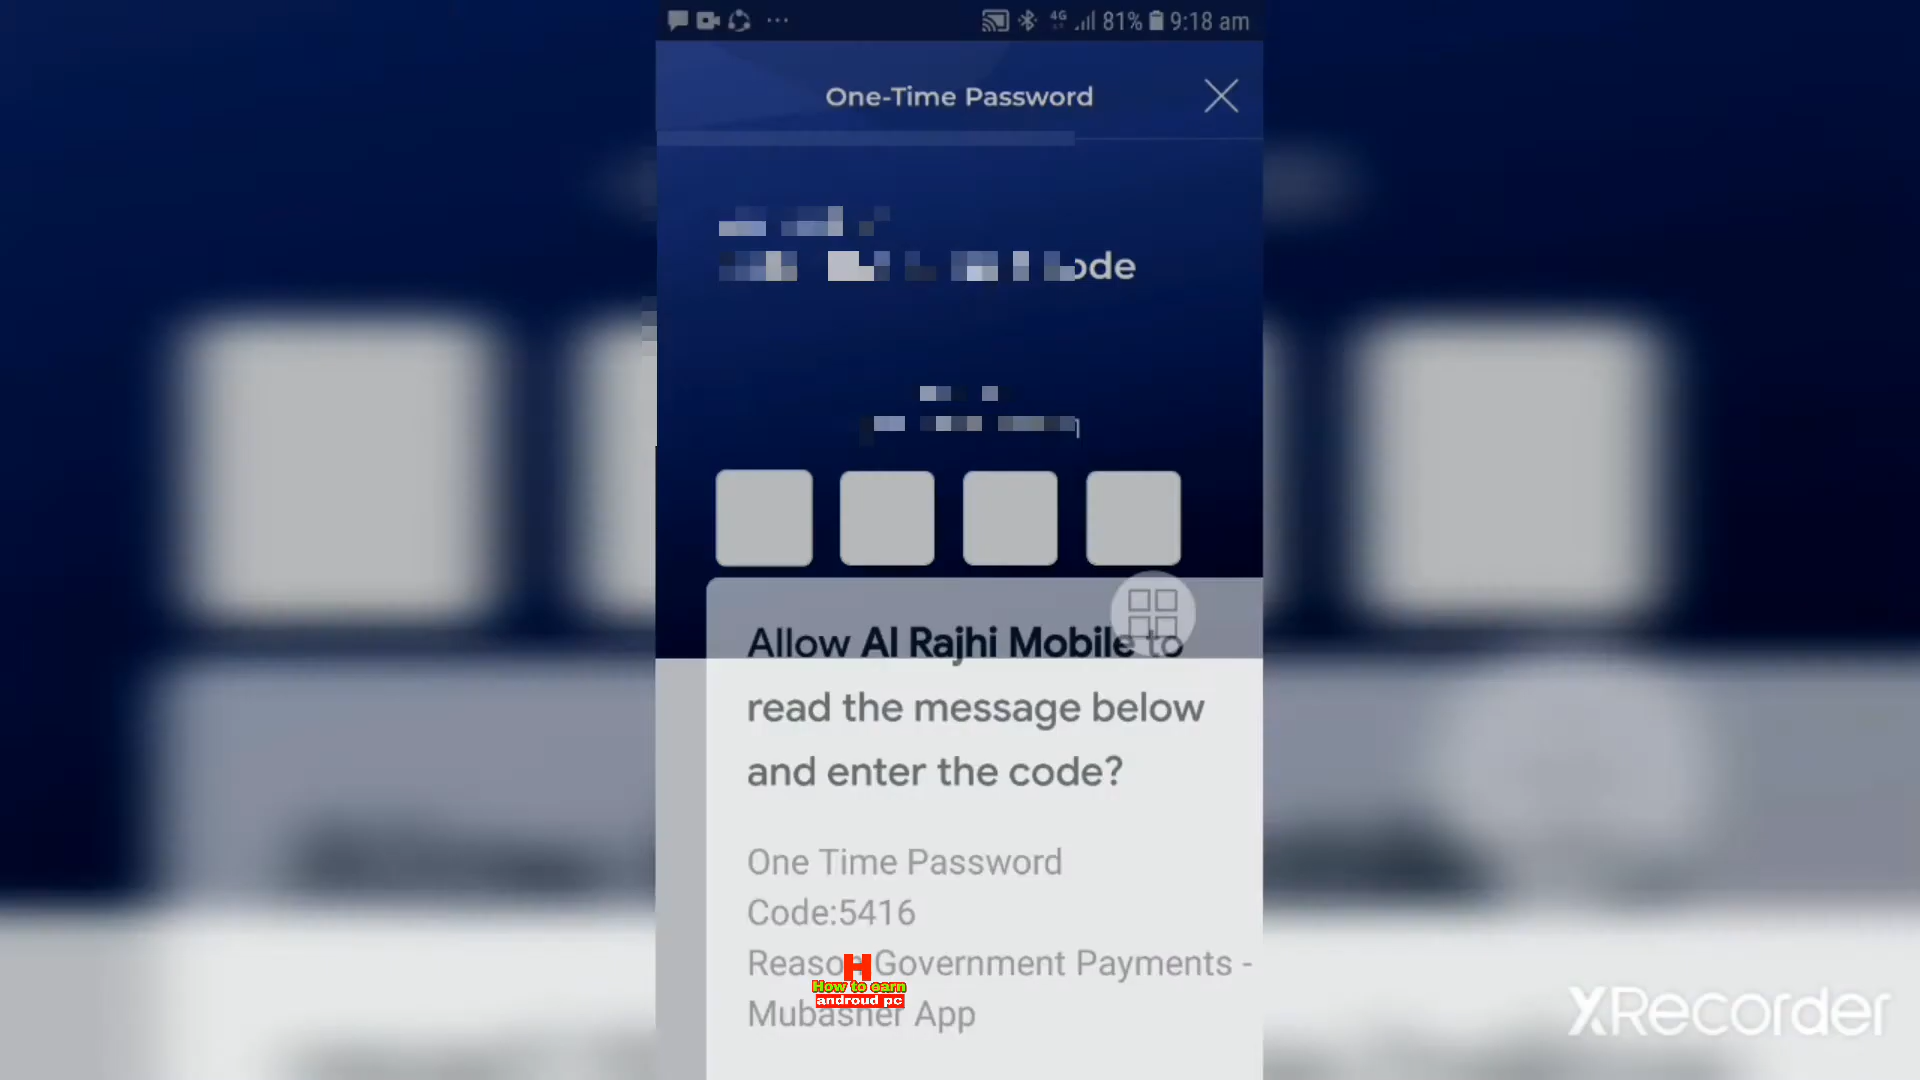 4G 81% 9:18 am
One-Time Password
ode
Allow Al Rajhi Mobile to
read the message below
and enter the code?
One Time Password
Code:5416
Reason Government Payments -
Mubasher App
H
How to earn
androud pc
XRecorder